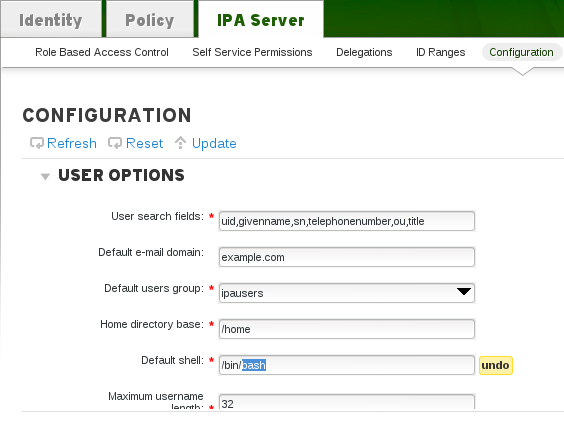 Identity Policy IPA Server
Role Based Access Control Self Service Permissions Delegations ID Ranges Configuration
CONFIGURATION
Refresh Reset Update
USER OPTIONS
User search fields: * uid,givenname,sn,telephonenumber,ou,title
Default e-mail domain: example.com
Default users group: * ipausers
Home directory base: * /home
Default shell: * /bin/bash undo
Maximum username
length: * 32